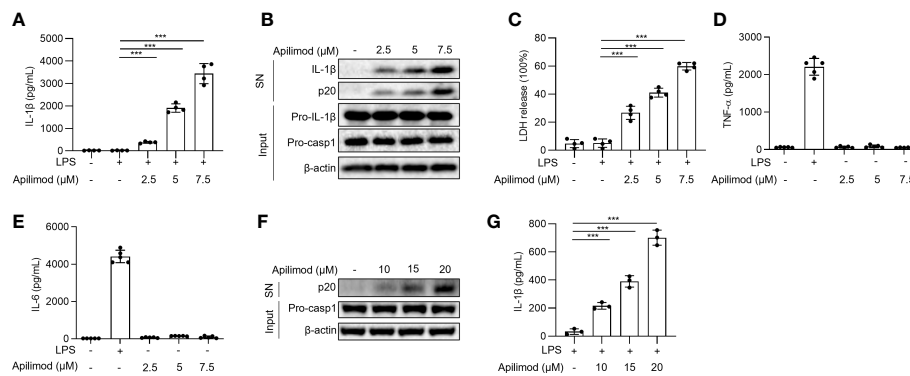 A
IL-1β (pg/mL)
5000
4000
3000
2000
1000
0
***
***
***
LPS - + + + +
Apilimod (μM) - - 2.5 5 7.5
B
Apilimod (μM) - 2.5 5 7.5
SN
IL-1β
p20
Input
Pro-IL-1β
Pro-casp1
β-actin
C
LDH release (100%)
80
60
40
20
0
***
***
***
LPS - + + + +
Apilimod (μM) - - 2.5 5 7.5
D
TNF-α (pg/mL)
3000
2000
1000
0
LPS - +
Apilimod (μM) - - 2.5 5 7.5
E
IL-6 (pg/mL)
6000
4000
2000
0
LPS - +
Apilimod (μM) - - 2.5 5 7.5
F
Apilimod (μM) - 10 15 20
SN
p20
Input
Pro-casp1
β-actin
G
IL-1β (pg/mL)
800
600
400
200
0
***
***
***
LPS + + + +
Apilimod (μM) - 10 15 20